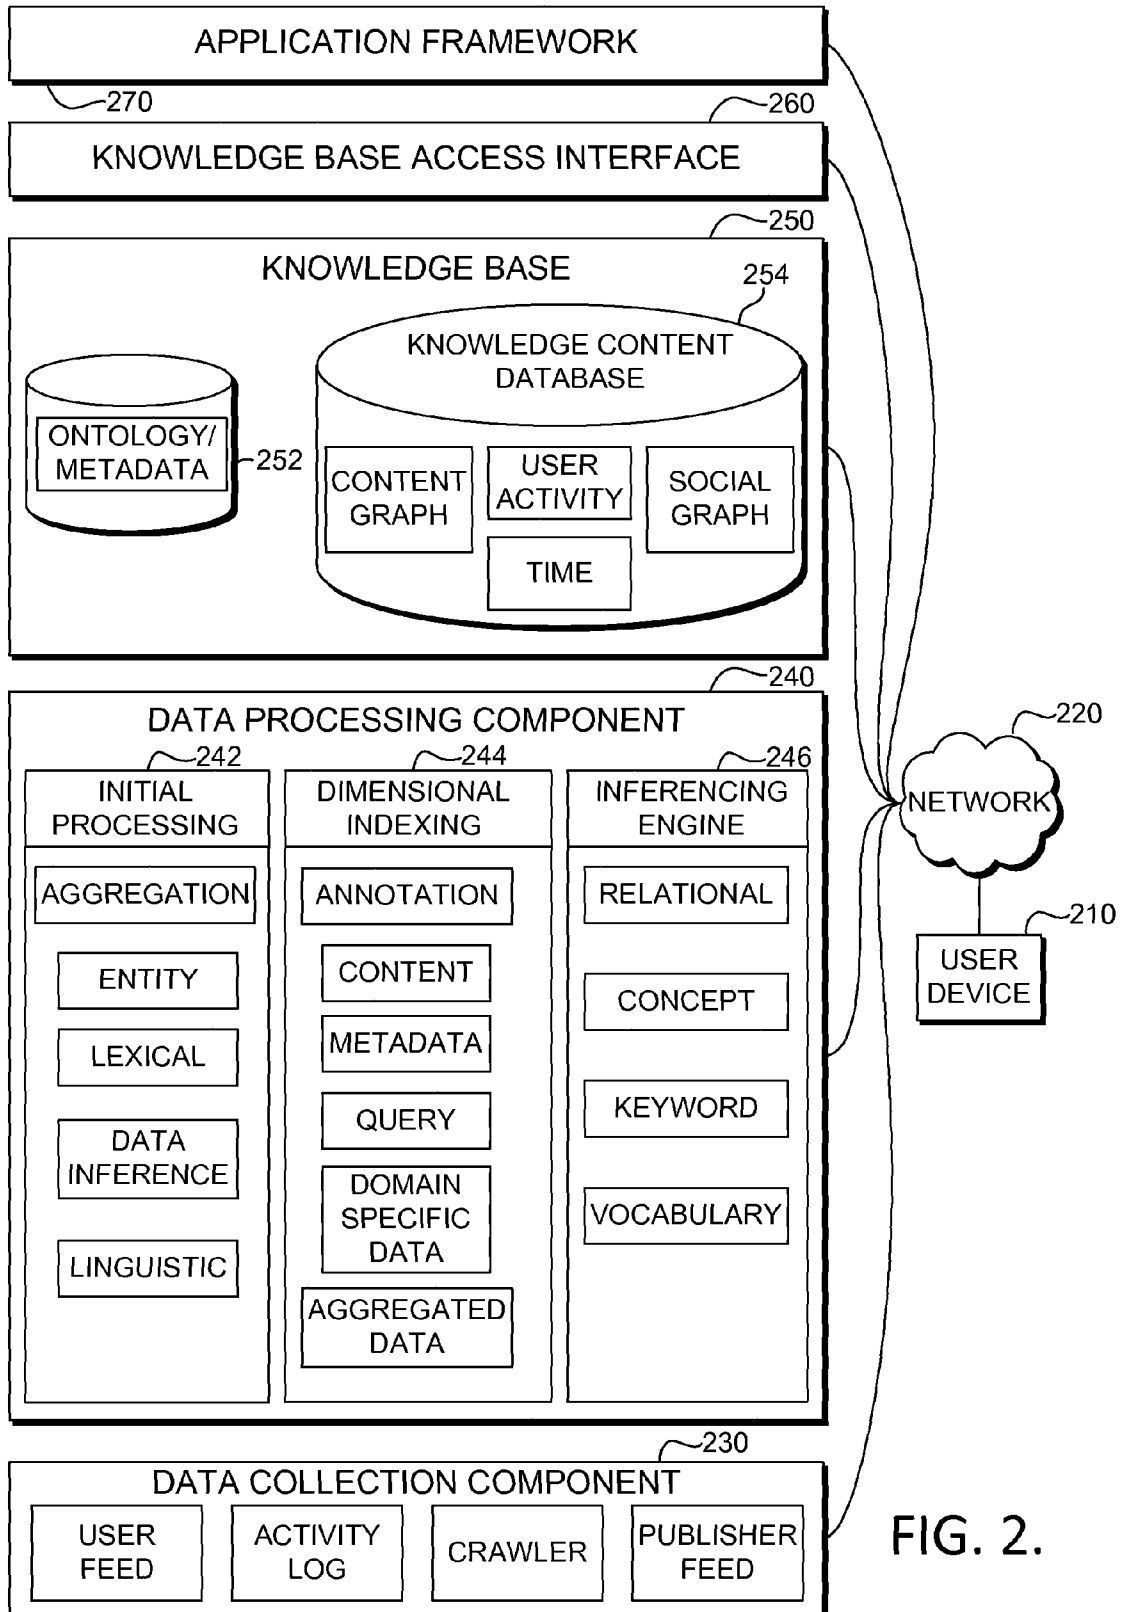 APPLICATION FRAMEWORK
270
260
KNOWLEDGE BASE ACCESS INTERFACE
250
KNOWLEDGE BASE
254
KNOWLEDGE CONTENT
DATABASE
ONTOLOGY/
METADATA
252
CONTENT
GRAPH
USER
ACTIVITY
SOCIAL
GRAPH
TIME
240
DATA PROCESSING COMPONENT
242
INITIAL
PROCESSING
AGGREGATION
ENTITY
LEXICAL
DATA
INFERENCE
LINGUISTIC
244
DIMENSIONAL
INDEXING
ANNOTATION
CONTENT
METADATA
QUERY
DOMAIN
SPECIFIC
DATA
AGGREGATED
DATA
246
INFERENCING
ENGINE
RELATIONAL
CONCEPT
KEYWORD
VOCABULARY
220
NETWORK
210
USER
DEVICE
230
DATA COLLECTION COMPONENT
USER
FEED
ACTIVITY
LOG
CRAWLER
PUBLISHER
FEED
FIG. 2.